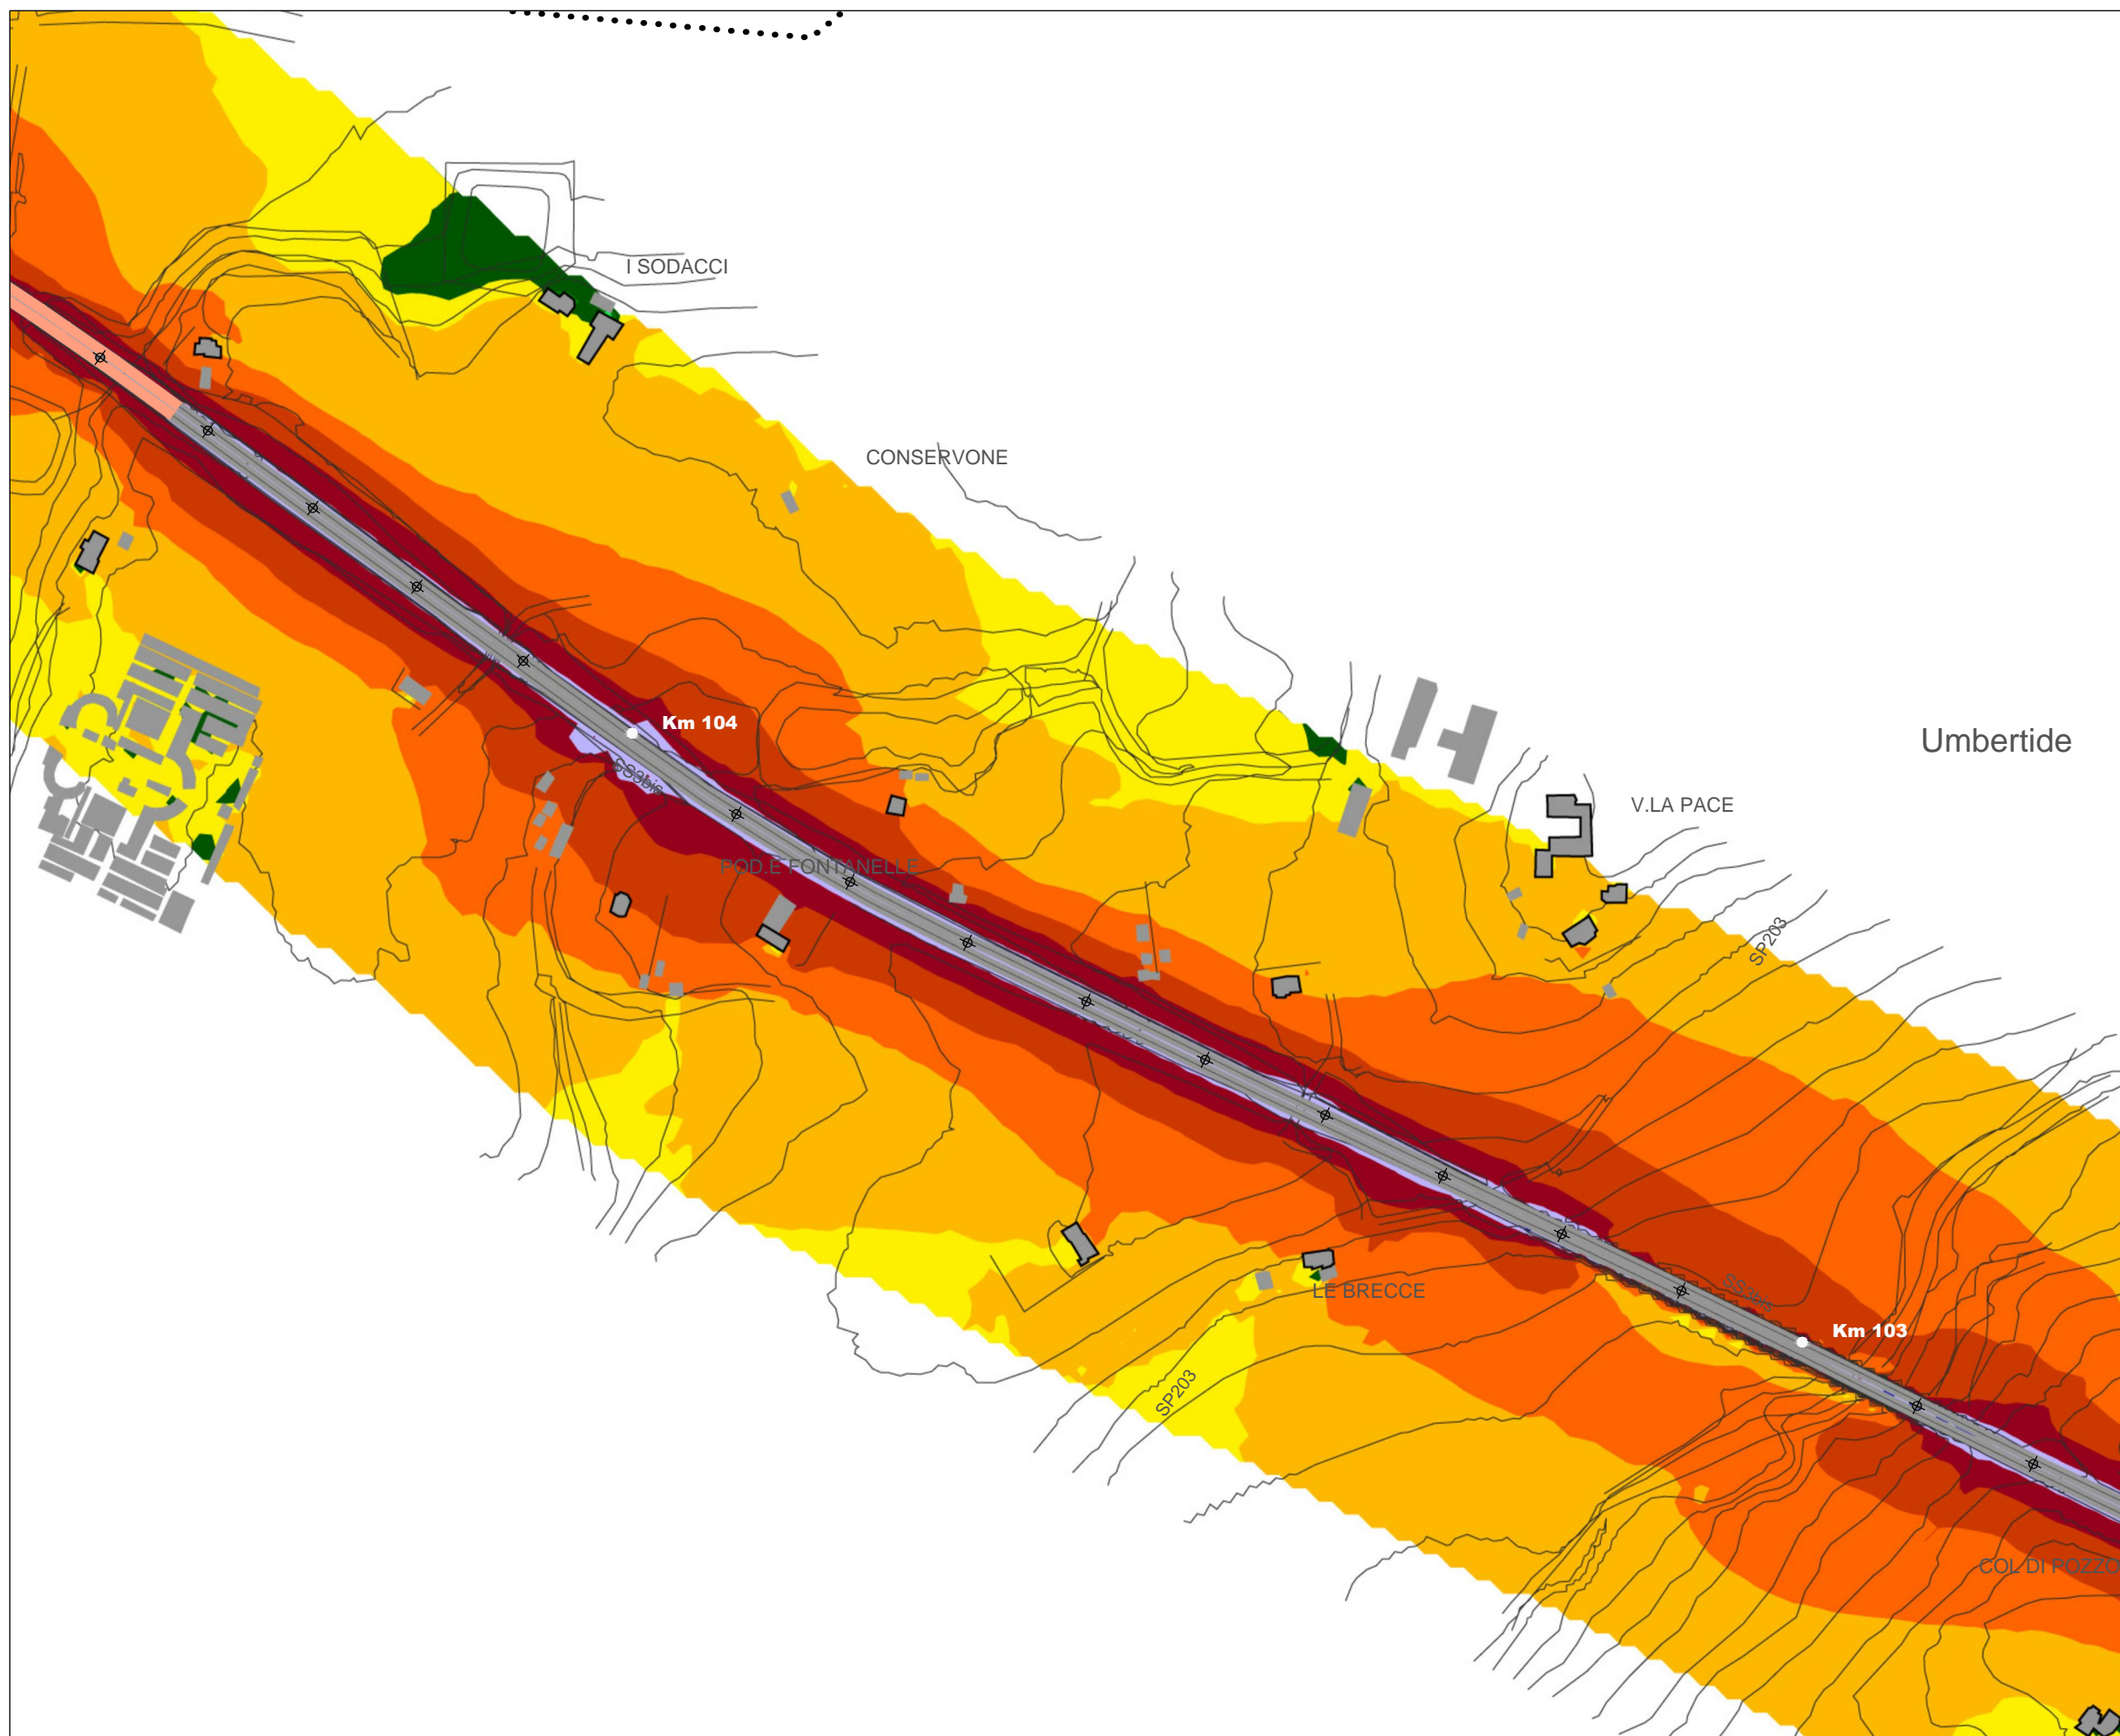 I SODACCI
CONSERVONE
Km 104
Umbertide
SS3bis
V.LA PACE
POD.E FONTANELLE
SP203
LE BRECCE
SS3bis
Km 103
SP203
COL DI POZZO